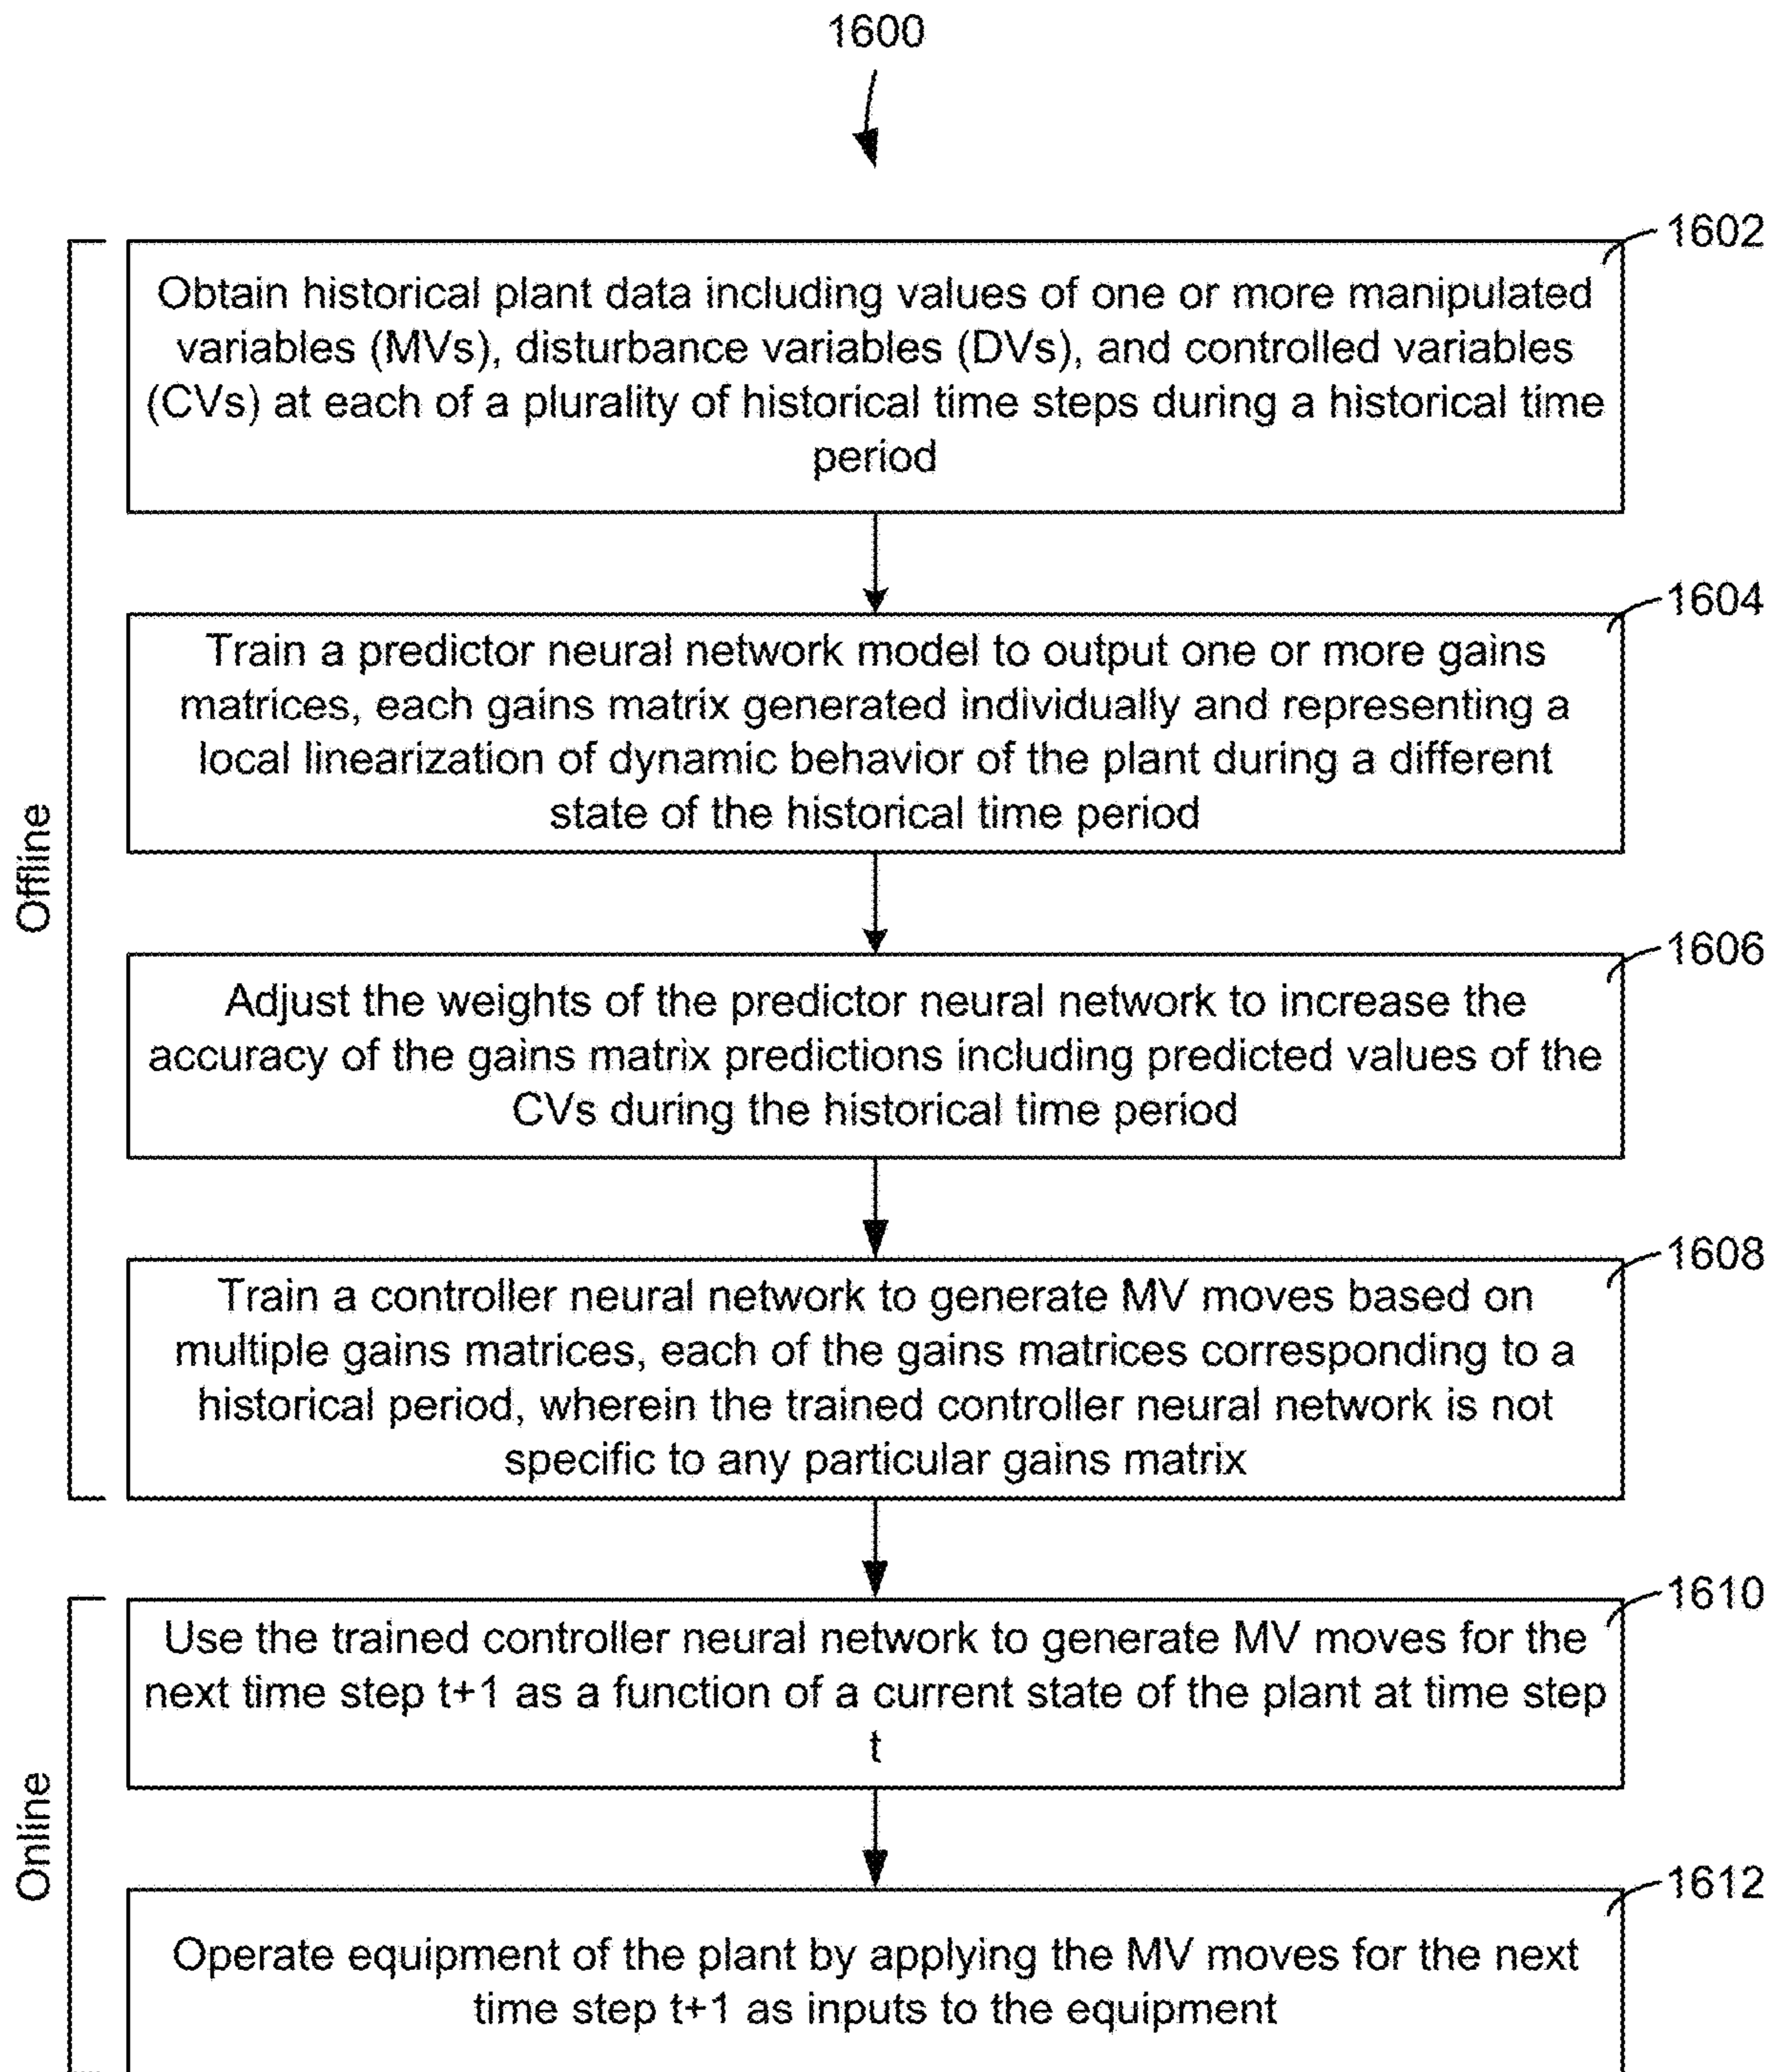 1600
1602
Obtain historical plant data including values of one or more manipulated
variables (MVs), disturbance variables (DVs), and controlled variables
(CVs) at each of a plurality of historical time steps during a historical time
period
1604
Train a predictor neural network model to output one or more gains
matrices, each gains matrix generated individually and representing a
local linearization of dynamic behavior of the plant during a different
state of the historical time period
Offline
1606
Adjust the weights of the predictor neural network to increase the
accuracy of the gains matrix predictions including predicted values of the
CVs during the historical time period
1608
Train a controller neural network to generate MV moves based on
multiple gains matrices, each of the gains matrices corresponding to a
historical period, wherein the trained controller neural network is not
specific to any particular gains matrix
1610
Use the trained controller neural network to generate MV moves for the
next time step t+1 as a function of a current state of the plant at time step
t
Online
1612
Operate equipment of the plant by applying the MV moves for the next
time step t+1 as inputs to the equipment